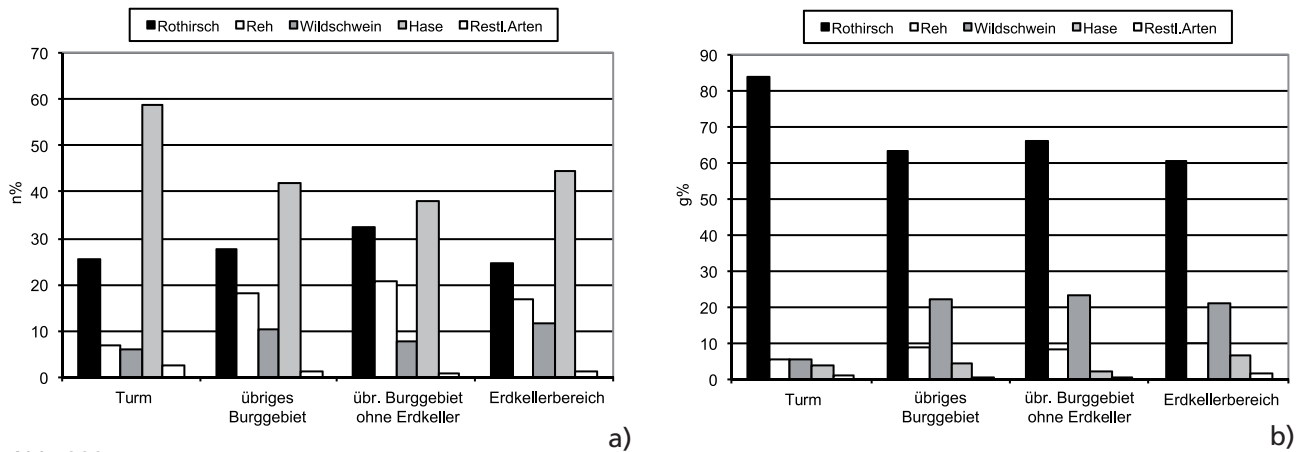 Rothirsch Reh Wildschwein Hase Restl.Arten
70
60
50
40
30
20
10
0
n%
Turm
übriges
Burggebiet
übr. Burggebiet
ohne Erdkeller
Erdkellerbereich
a)
Rothirsch Reh Wildschwein Hase Restl.Arten
90
80
70
60
50
40
30
20
10
0
g%
Turm
übriges
Burggebiet
übr. Burggebiet
ohne Erdkeller
Erdkellerbereich
b)